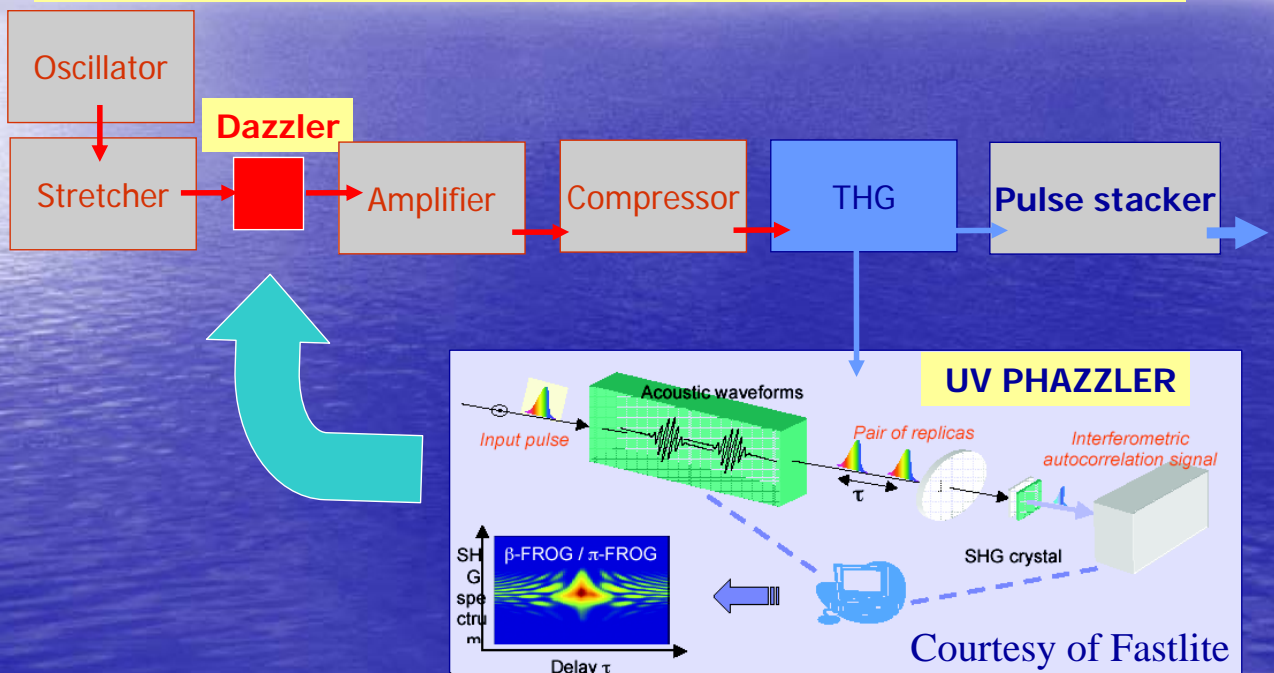 Oscillator
Dazzler
Stretcher
Amplifier
Compressor
THG
Pulse stacker
UV PHAZZLER
Acoustic waveforms
Input pulse
Pair of replicas
Interferometric
autocorrelation signal
τ
SHG crystal
SH
G
spe
ctru
m
β-FROG / π-FROG
Delay τ
Courtesy of Fastlite